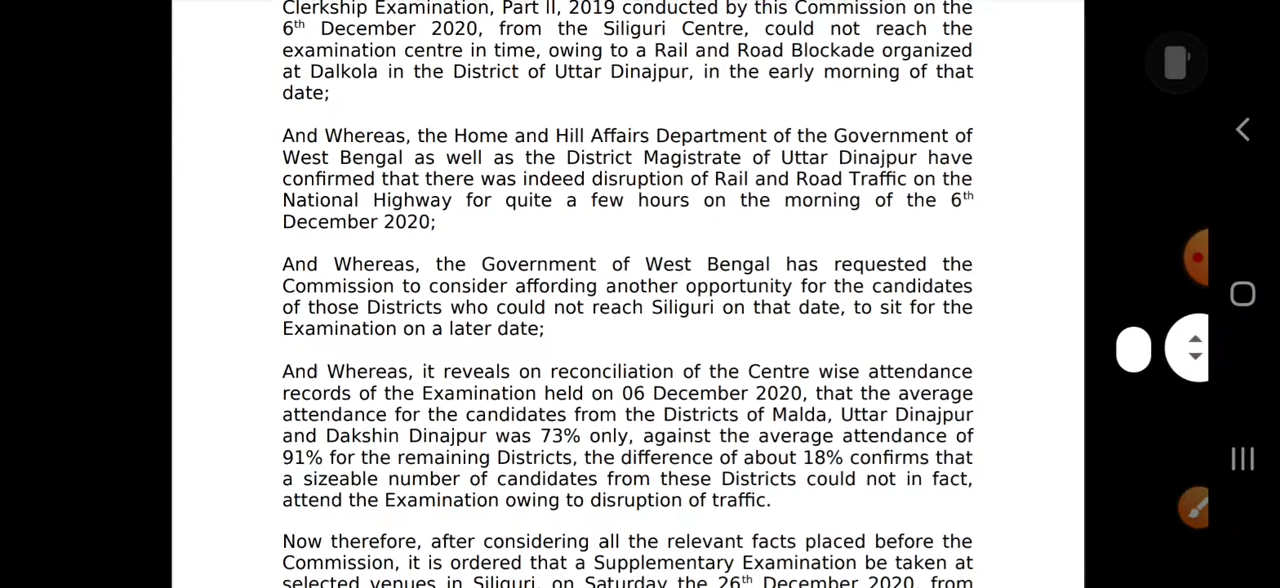 Clerkship Examination, Part II, 2019 conducted by this Commission on the
6th December 2020, from the Siliguri Centre, could not reach the
examination centre in time, owing to a Rail and Road Blockade organized
at Dalkola in the District of Uttar Dinajpur, in the early morning of that
date;
And Whereas, the Home and Hill Affairs Department of the Government of
West Bengal as well as the District Magistrate of Uttar Dinajpur have
confirmed that there was indeed disruption of Rail and Road Traffic on the
National Highway for quite a few hours on the morning of the 6th
December 2020;
And Whereas, the Government of West Bengal has requested the
Commission to consider affording another opportunity for the candidates
of those Districts who could not reach Siliguri on that date, to sit for the
Examination on a later date;
And Whereas, it reveals on reconciliation of the Centre wise attendance
records of the Examination held on 06 December 2020, that the average
attendance for the candidates from the Districts of Malda, Uttar Dinajpur
and Dakshin Dinajpur was 73% only, against the average attendance of
91% for the remaining Districts, the difference of about 18% confirms that
a sizeable number of candidates from these Districts could not in fact,
attend the Examination owing to disruption of traffic.
Now therefore, after considering all the relevant facts placed before the
Commission, it is ordered that a Supplementary Examination be taken at
selected venues in Siliguri, on Saturday the 26th December 2020, from